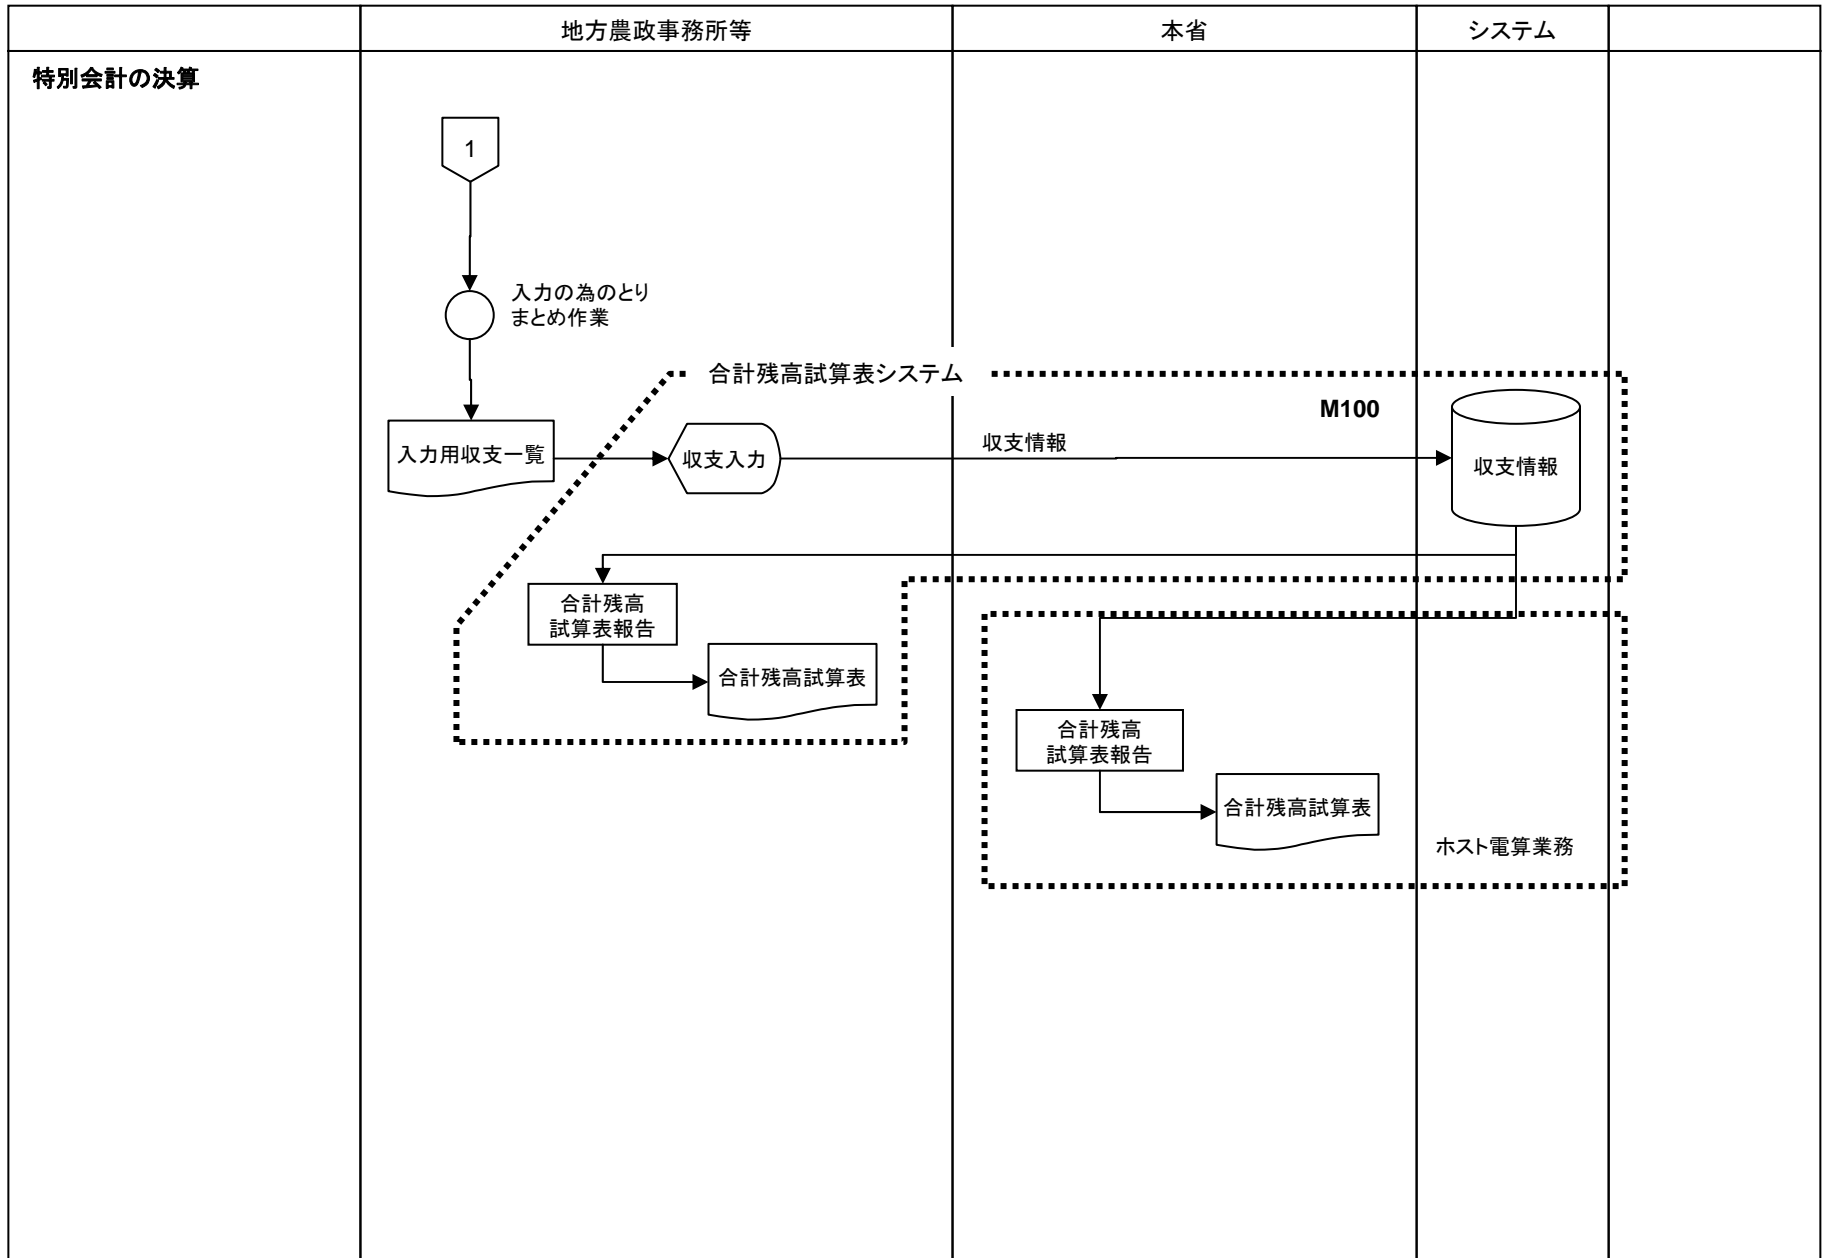 地方農政事務所等
本省
システム
特別会計の決算
1
入力の為のとり
まとめ作業
合計残高試算表システム
M100
入力用収支一覧
収支入力
収支情報
収支情報
合計残高
試算表報告
合計残高試算表
合計残高
試算表報告
合計残高試算表
ホスト電算業務